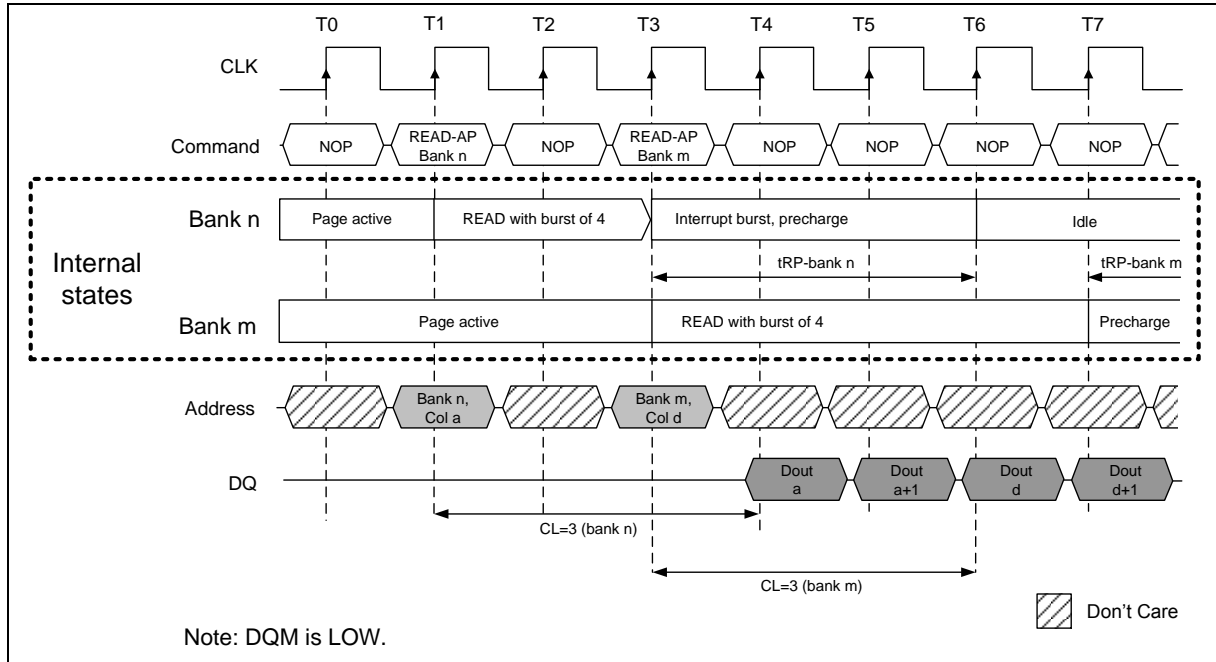 T0 T1 T2 T3 T4 T5 T6 T7
CLK
Command NOP READ-AP Bank n NOP READ-AP Bank m NOP NOP NOP NOP
Internal states
Bank n Page active READ with burst of 4 Interrupt burst, precharge Idle
tRP-bank n tRP-bank m
Bank m Page active READ with burst of 4 Precharge
Address Bank n, Col a Bank m, Col d
DQ Dout a Dout a+1 Dout d Dout d+1
CL=3 (bank n)
CL=3 (bank m)
Don't Care
Note: DQM is LOW.